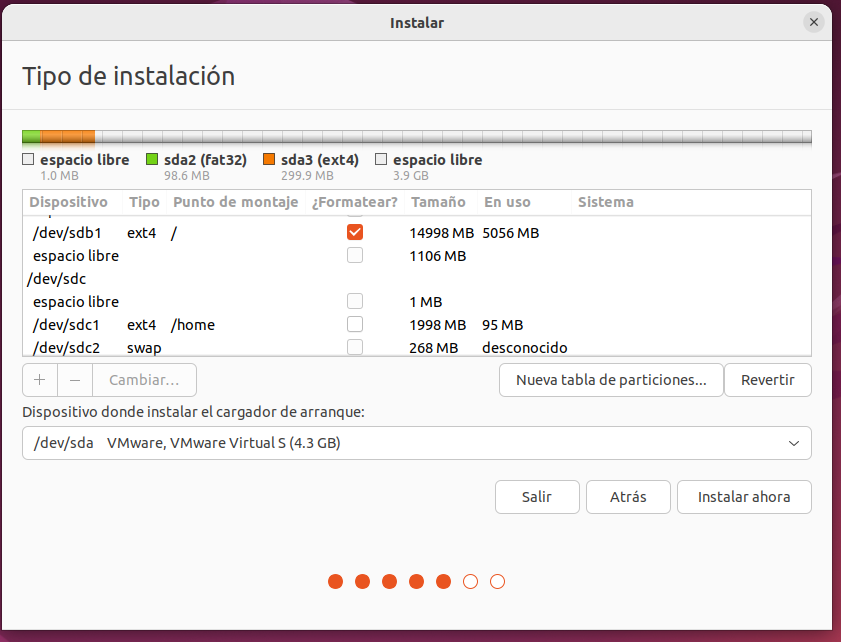 Instalar
Tipo de instalación
espacio libre sda2 (fat32) sda3 (ext4) espacio libre
1.0 MB 98.6 MB 299.9 MB 3.9 GB
Dispositivo Tipo Punto de montaje ¿Formatear? Tamaño En uso Sistema
/dev/sdb1 ext4 / 14998 MB 5056 MB
espacio libre 1106 MB
/dev/sdc
espacio libre 1 MB
/dev/sdc1 ext4 /home 1998 MB 95 MB
/dev/sdc2 swap 268 MB desconocido
+ − Cambiar... Nueva tabla de particiones... Revertir
Dispositivo donde instalar el cargador de arranque:
/dev/sda VMware, VMware Virtual S (4.3 GB)
Salir Atrás Instalar ahora